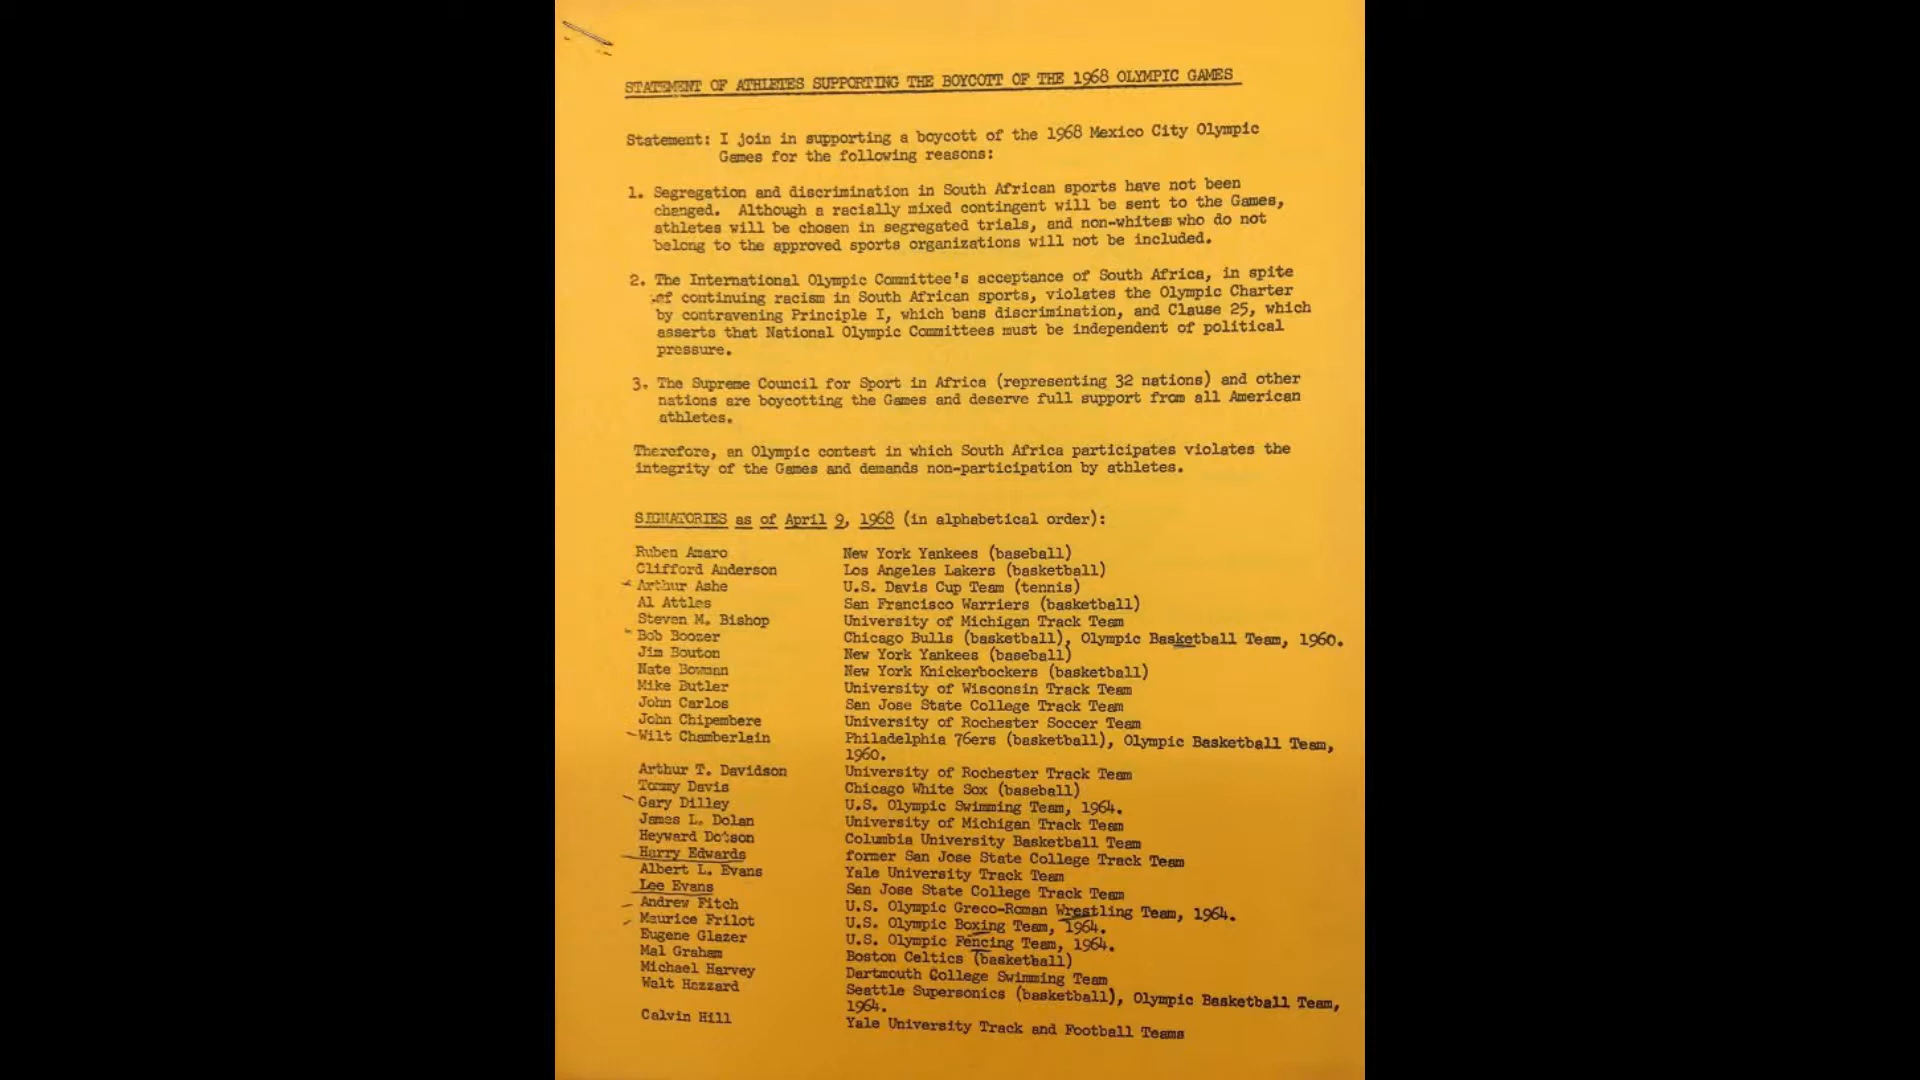 STATEMENT OF ATHLETES SUPPORTING THE BOYCOTT OF THE 1968 OLYMPIC GAMES
Statement: I join in supporting a boycott of the 1968 Mexico City Olympic
Games for the following reasons:
1. Segregation and discrimination in South African sports have not been
changed. Although a racially mixed contingent will be sent to the Games,
athletes will be chosen in segregated trials, and non-whites who do not
belong to the approved sports organizations will not be included.
2. The International Olympic Committee's acceptance of South Africa, in spite
of continuing racism in South African sports, violates the Olympic Charter
by contravening Principle I, which bans discrimination, and Clause 25, which
asserts that National Olympic Committees must be independent of political
pressure.
3. The Supreme Council for Sport in Africa (representing 32 nations) and other
nations are boycotting the Games and deserve full support from all American
athletes.
Therefore, an Olympic contest in which South Africa participates violates the
integrity of the Games and demands non-participation by athletes.
SIGNATORIES as of April 9, 1968 (in alphabetical order):
Ruben Amaro New York Yankees (baseball)
Clifford Anderson Los Angeles Lakers (basketball)
Arthur Ashe U.S. Davis Cup Team (tennis)
Al Attles San Francisco Warriers (basketball)
Steven M. Bishop University of Michigan Track Team
Bob Boozer Chicago Bulls (basketball), Olympic Basketball Team, 1960.
Jim Bouton New York Yankees (baseball)
Nate Bowman New York Knickerbockers (basketball)
Mike Butler University of Wisconsin Track Team
John Carlos San Jose State College Track Team
John Chipembere University of Rochester Soccer Team
Wilt Chamberlain Philadelphia 76ers (basketball), Olympic Basketball Team,
1960.
Arthur T. Davidson University of Rochester Track Team
Tommy Davis Chicago White Sox (baseball)
Gary Dilley U.S. Olympic Swimming Team, 1964.
James L. Dolan University of Michigan Track Team
Heyward Dotson Columbia University Basketball Team
Harry Edwards former San Jose State College Track Team
Albert L. Evans Yale University Track Team
Lee Evans San Jose State College Track Team
Andrew Fitch U.S. Olympic Greco-Roman Wrestling Team, 1964.
Maurice Frilot U.S. Olympic Boxing Team, 1964.
Eugene Glazer U.S. Olympic Fencing Team, 1964.
Mal Graham Boston Celtics (basketball)
Michael Harvey Dartmouth College Swimming Team
Walt Hazzard Seattle Supersonics (basketball), Olympic Basketball Team,
1964.
Calvin Hill Yale University Track and Football Teams